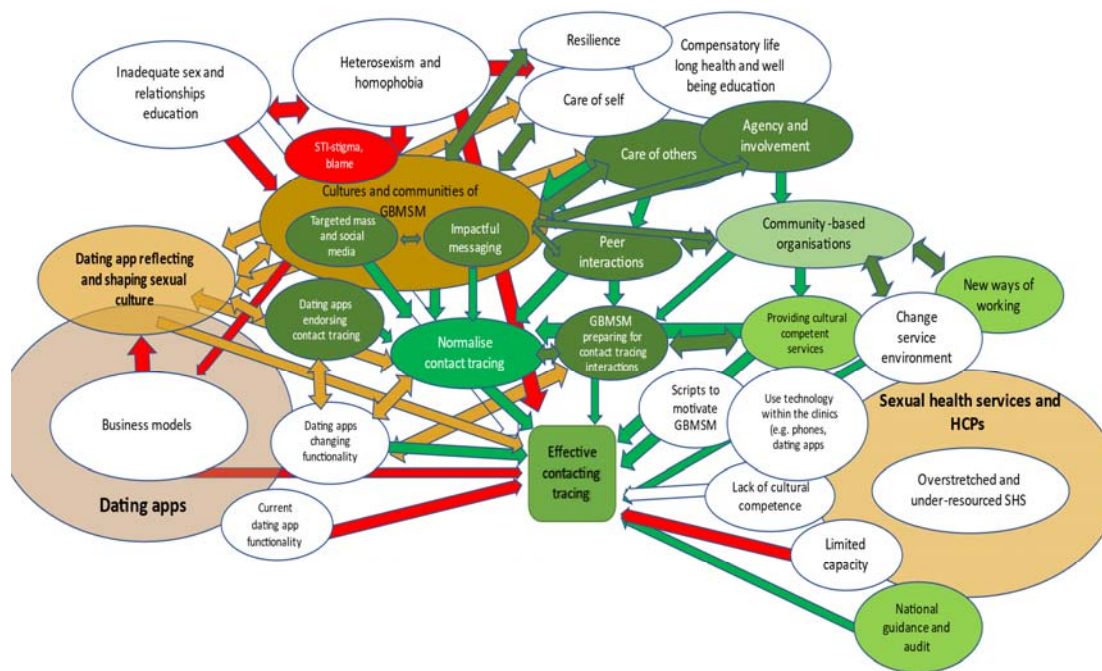 Inadequate sex and
relationships
education
Heterosexism and
homophobia
Resilience
Compensatory life
long health and well
being education
Care of self
STI-stigma,
blame
Care of others
Agency and
involvement
Cultures and communities of
GBMSM
Targeted mass
and social
media
Impactful
messaging
Peer
interactions
Community-based
organisations
Dating app reflecting
and shaping sexual
culture
Dating apps
endorsing
contact tracing
Normalise
contact tracing
GBMSM
preparing for
contact tracing
interactions
Providing cultural
competent
services
Change
service
environment
New ways of
working
Business models
Dating apps
Dating apps
changing
functionality
Current
dating app
functionality
Effective
contacting
tracing
Scripts to
motivate
GBMSM
Use technology
within the clinics
(e.g. phones,
dating apps
Lack of cultural
competence
Limited
capacity
Sexual health services and
HCPs
Overstretched and
under-resourced SHS
National
guidance and
audit